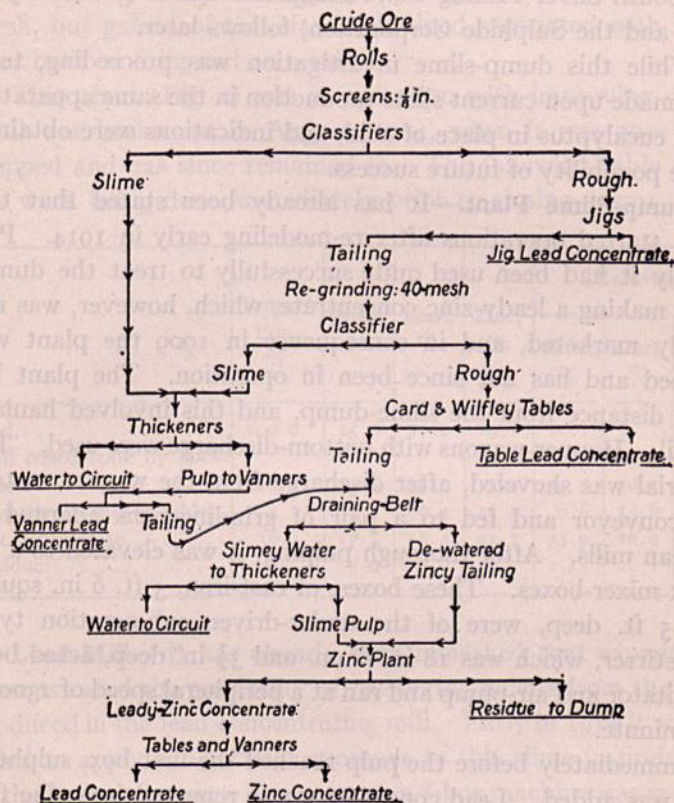 Crude Ore
Rolls
Screens: ⅛ in.
Classifiers
Slime
Rough.
Jigs
Tailing
Jig Lead Concentrate.
Re-grinding: 40-mesh
Classifier
Slime
Rough
Thickeners
Card & Wilfley Tables
Tailing
Table Lead Concentrate.
Water to Circuit
Pulp to Vanners
Draining-Belt
Vanner Lead
Concentrate.
Tailing
Slimey Water
to Thickeners
De-watered
Zincy Tailing
Water to Circuit
Slime Pulp
Zinc Plant
Leady-Zinc Concentrate.
Residue to Dump
Tables and Vanners
Lead Concentrate
Zinc Concentrate.